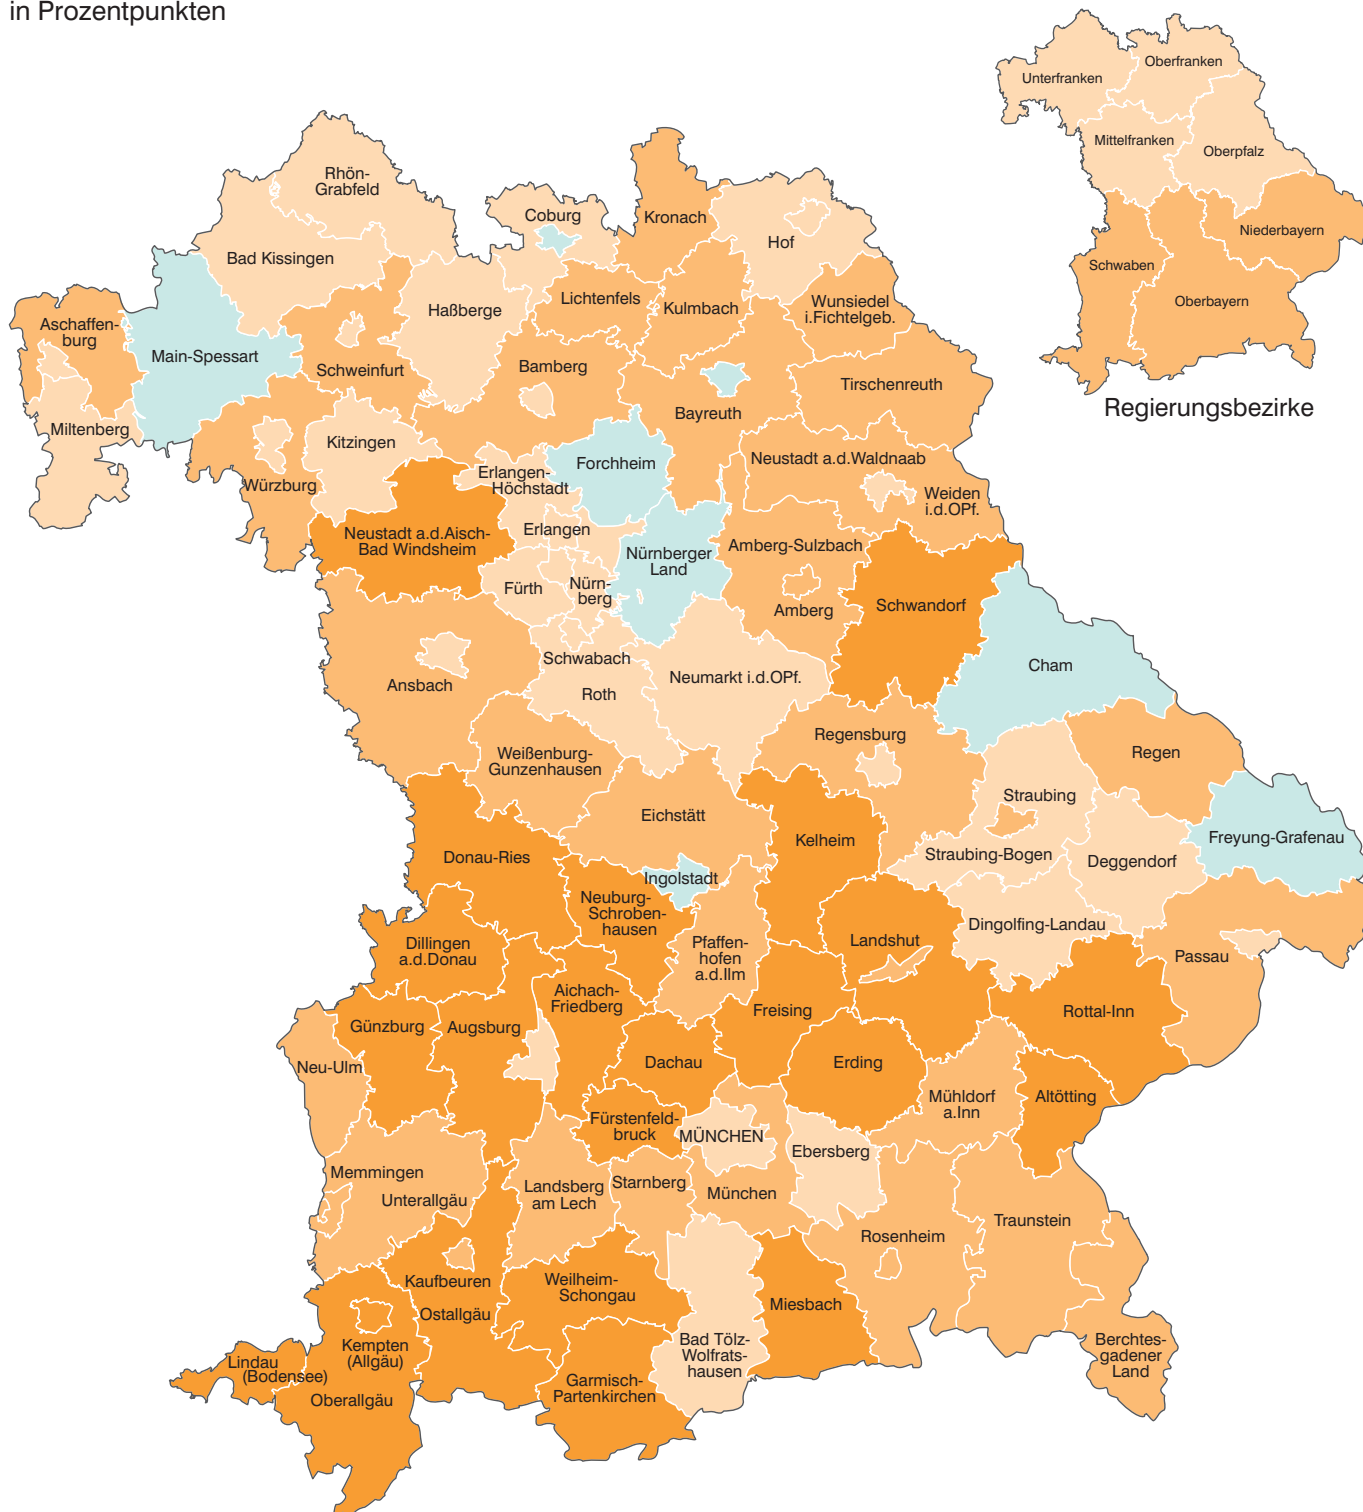 in Prozentpunkten
Unterfranken
Oberfranken
Mittelfranken
Oberpfalz
Niederbayern
Schwaben
Oberbayern
Regierungsbezirke
Rhön-
Grabfeld
Coburg
Kronach
Hof
Bad Kissingen
Haßberge
Lichtenfels
Kulmbach
Wunsiedel
i.Fichtelgeb.
Aschaffen-
burg
Main-Spessart
Schweinfurt
Bamberg
Tirschenreuth
Bayreuth
Miltenberg
Kitzingen
Würzburg
Forchheim
Neustadt a.d.Waldnaab
Erlangen-
Höchstadt
Weiden
i.d.OPf.
Neustadt a.d.Aisch-
Bad Windsheim
Erlangen
Nürnberger
Land
Amberg-Sulzbach
Fürth
Nürn-
berg
Amberg
Schwandorf
Schwabach
Neumarkt i.d.OPf.
Cham
Ansbach
Roth
Regensburg
Weißenburg-
Gunzenhausen
Regen
Straubing
Eichstätt
Kelheim
Freyung-Grafenau
Straubing-Bogen
Deggendorf
Donau-Ries
Ingolstadt
Neuburg-
Schroben-
hausen
Dingolfing-Landau
Dillingen
a.d.Donau
Pfaffen-
hofen
a.d.Ilm
Landshut
Passau
Aichach-
Friedberg
Freising
Rottal-Inn
Günzburg
Augsburg
Neu-Ulm
Dachau
Erding
Mühldorf
a.Inn
Altötting
Fürstenfeld-
bruck
MÜNCHEN
Ebersberg
Memmingen
Unterallgäu
Landsberg
am Lech
Starnberg
München
Traunstein
Rosenheim
Kaufbeuren
Ostallgäu
Weilheim-
Schongau
Miesbach
Kempten
(Allgäu)
Lindau
(Bodensee)
Oberallgäu
Bad Tölz-
Wolfrats-
hausen
Garmisch-
Partenkirchen
Berchtes-
gadener
Land